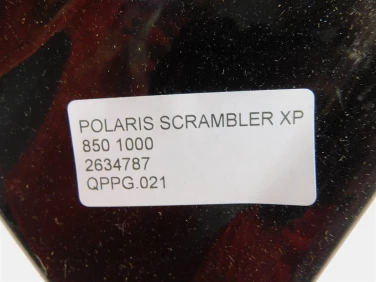 POLARIS SCRAMBLER XP
850 1000
2634787
QPPG.021